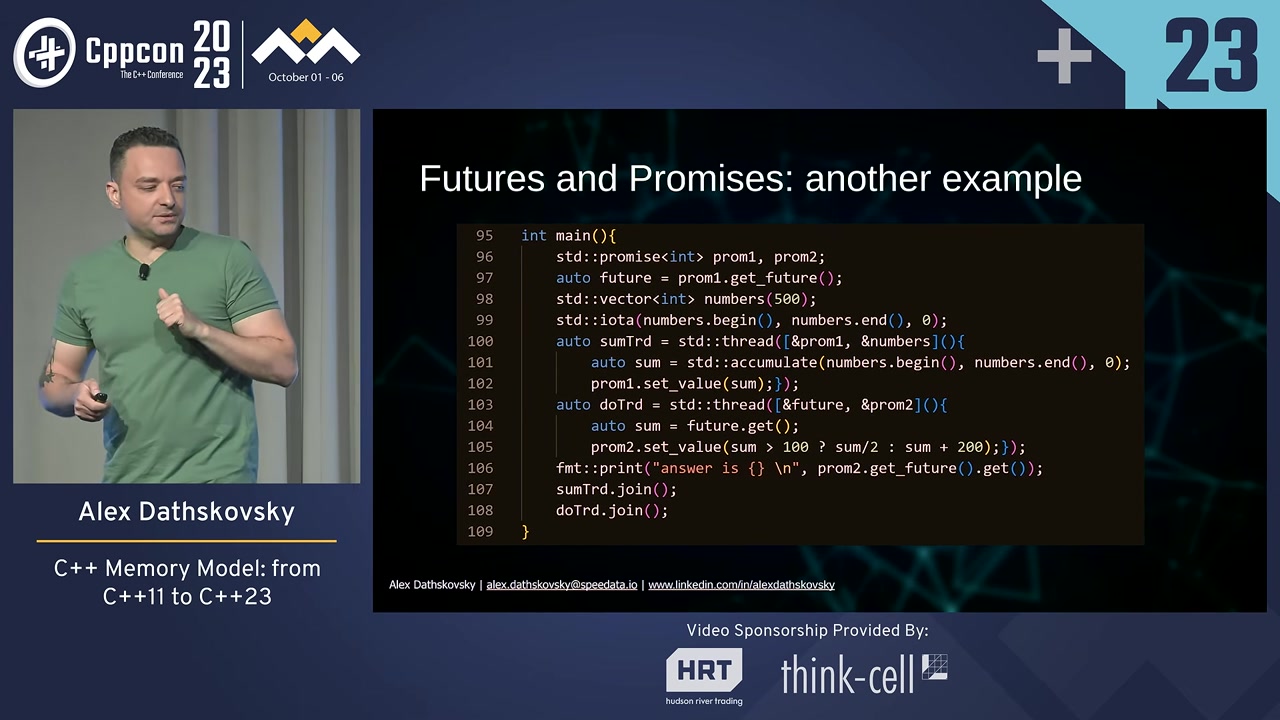 Cppcon
The C++ Conference
20
23
October 01 - 06
23
Futures and Promises: another example
95 int main(){
96 std::promise<int> prom1, prom2;
97 auto future = prom1.get_future();
98 std::vector<int> numbers(500);
99 std::iota(numbers.begin(), numbers.end(), 0);
100 auto sumTrd = std::thread([&prom1, &numbers](){
101 auto sum = std::accumulate(numbers.begin(), numbers.end(), 0);
102 prom1.set_value(sum);});
103 auto doTrd = std::thread([&future, &prom2](){
104 auto sum = future.get();
105 prom2.set_value(sum > 100 ? sum/2 : sum + 200);});
106 fmt::print("answer is {} \n", prom2.get_future().get());
107 sumTrd.join();
108 doTrd.join();
109 }
Alex Dathskovsky | alex.dathskovsky@speedata.io | www.linkedin.com/in/alexdathskovsky
Alex Dathskovsky
C++ Memory Model: from
C++11 to C++23
Video Sponsorship Provided By:
HRT
hudson river trading
think-cell